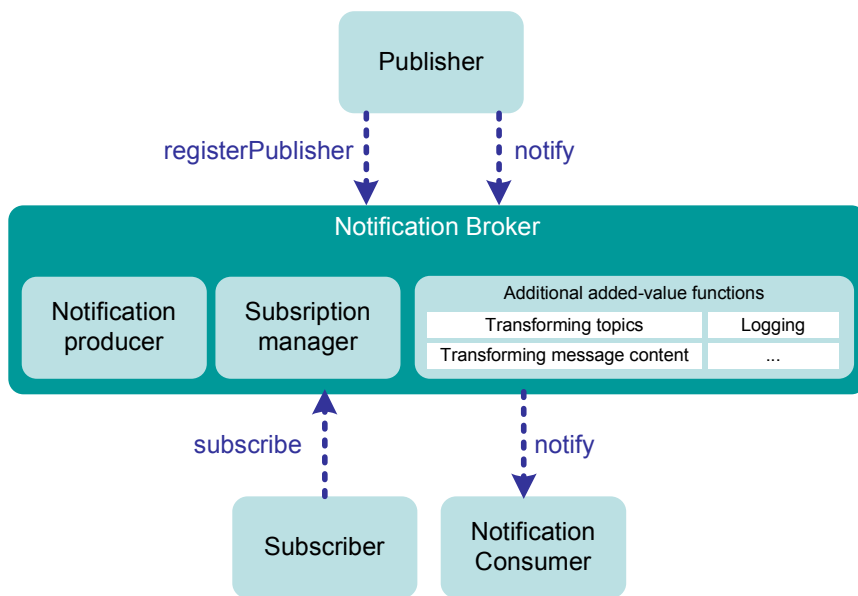 Publisher
registerPublisher
notify
Notification Broker
Notification
producer
Subsription
manager
Additional added-value functions
Transforming topics
Logging
Transforming message content
...
subscribe
notify
Subscriber
Notification
Consumer